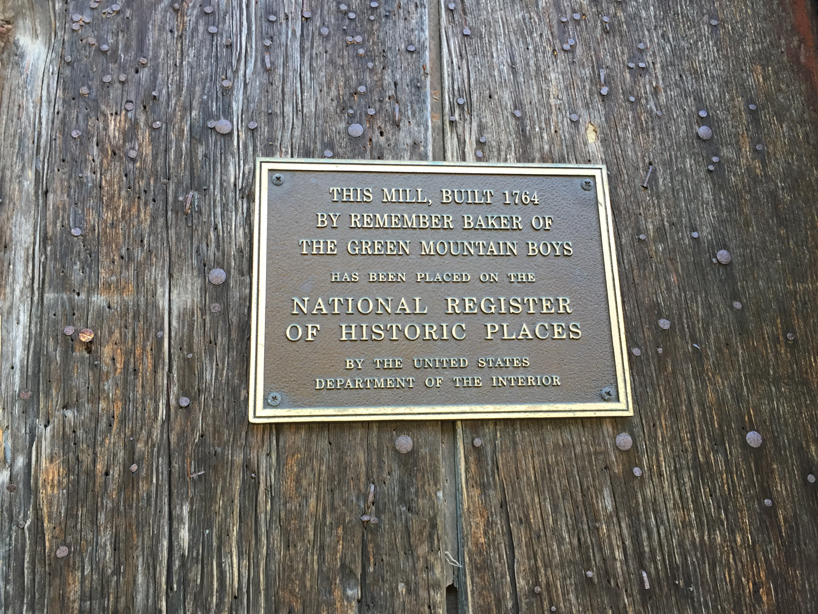 THIS MILL, BUILT 1764
BY REMEMBER BAKER OF
THE GREEN MOUNTAIN BOYS
HAS BEEN PLACED ON THE
NATIONAL REGISTER
OF HISTORIC PLACES
BY THE UNITED STATES
DEPARTMENT OF THE INTERIOR